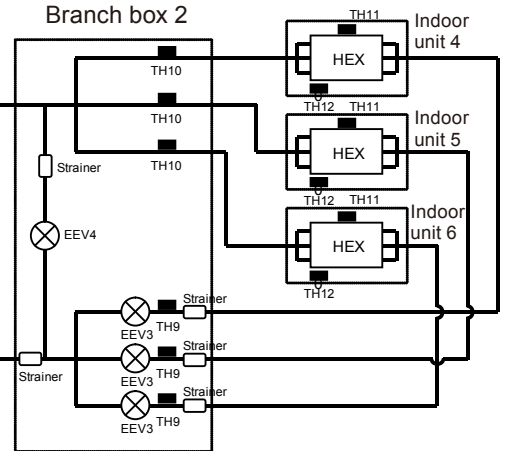 Branch box 2
TH11
Indoor
unit 4
HEX
TH10
TH12 TH11
Indoor
unit 5
TH10
HEX
TH10
Strainer
TH12 TH11
Indoor
unit 6
EEV4
HEX
TH12
Strainer
TH9
EEV3
Strainer
Strainer
TH9
EEV3
Strainer
TH9
EEV3